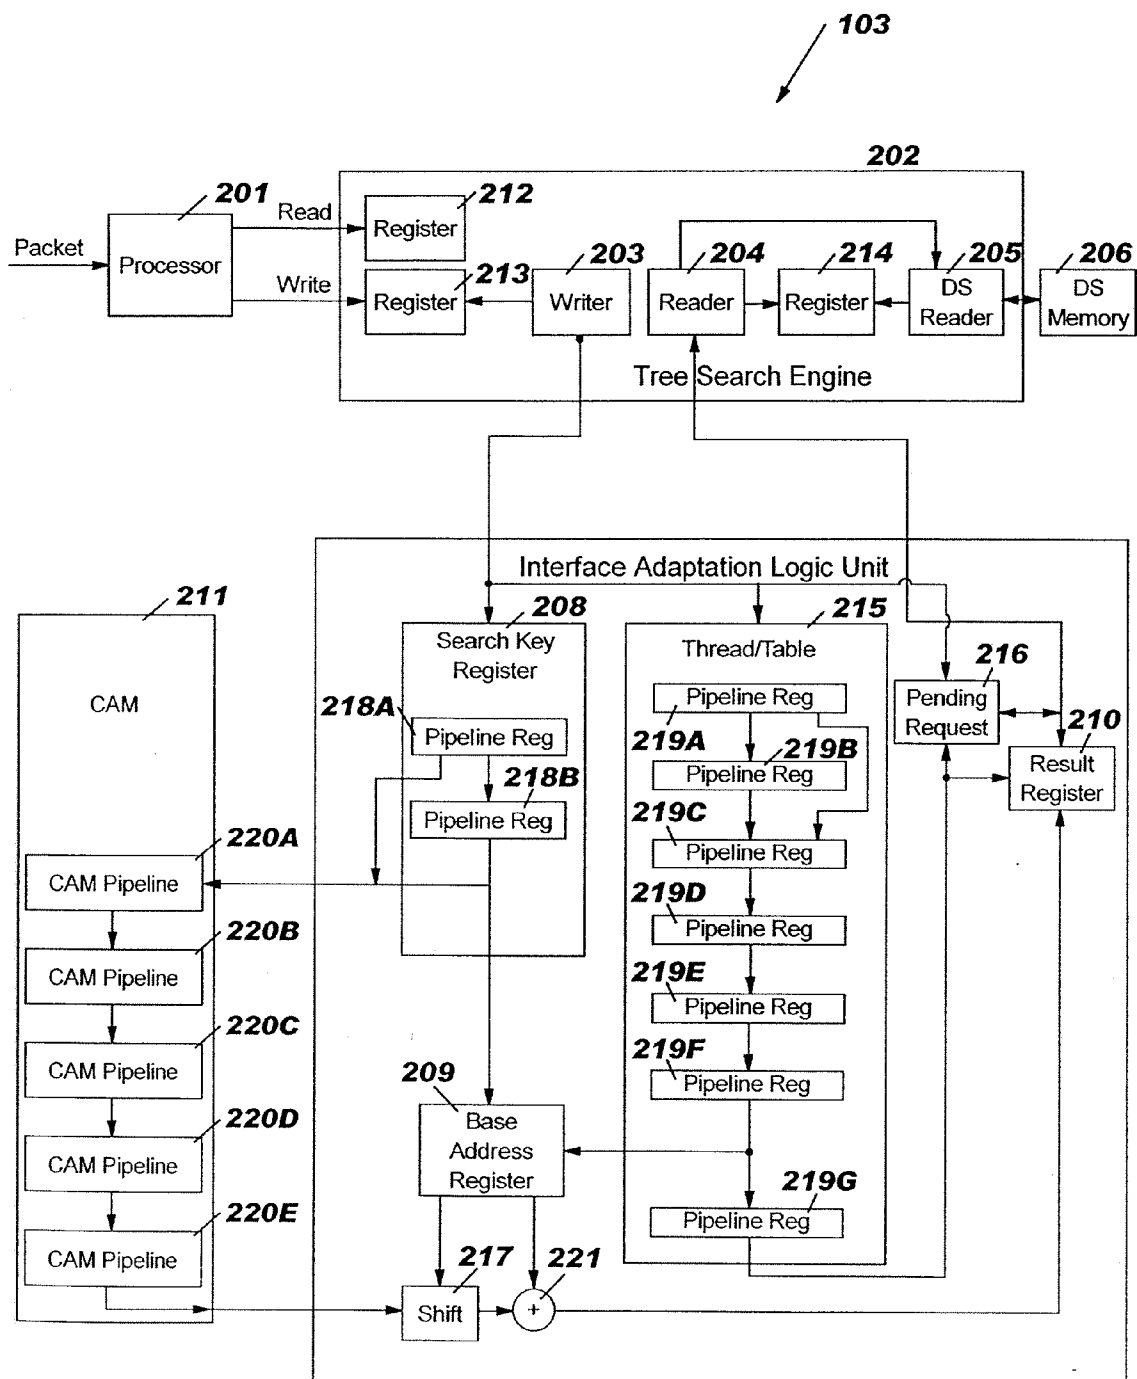 103
202
201
212
Read
Register
Packet
Processor
213
203
204
214
205
206
Write
Register
Writer
Reader
Register
DS
Reader
DS
Memory
Tree Search Engine
Interface Adaptation Logic Unit
211
208
215
CAM
Search Key
Register
Thread/Table
216
218A
Pipeline Reg
Pipeline Reg
219A
219B
Pending
Request
210
218B
Pipeline Reg
Pipeline Reg
Result
Register
220A
219C
CAM Pipeline
Pipeline Reg
219D
220B
Pipeline Reg
CAM Pipeline
219E
220C
Pipeline Reg
CAM Pipeline
219F
209
Pipeline Reg
220D
Base
Address
Register
CAM Pipeline
220E
219G
Pipeline Reg
CAM Pipeline
217
221
Shift
+